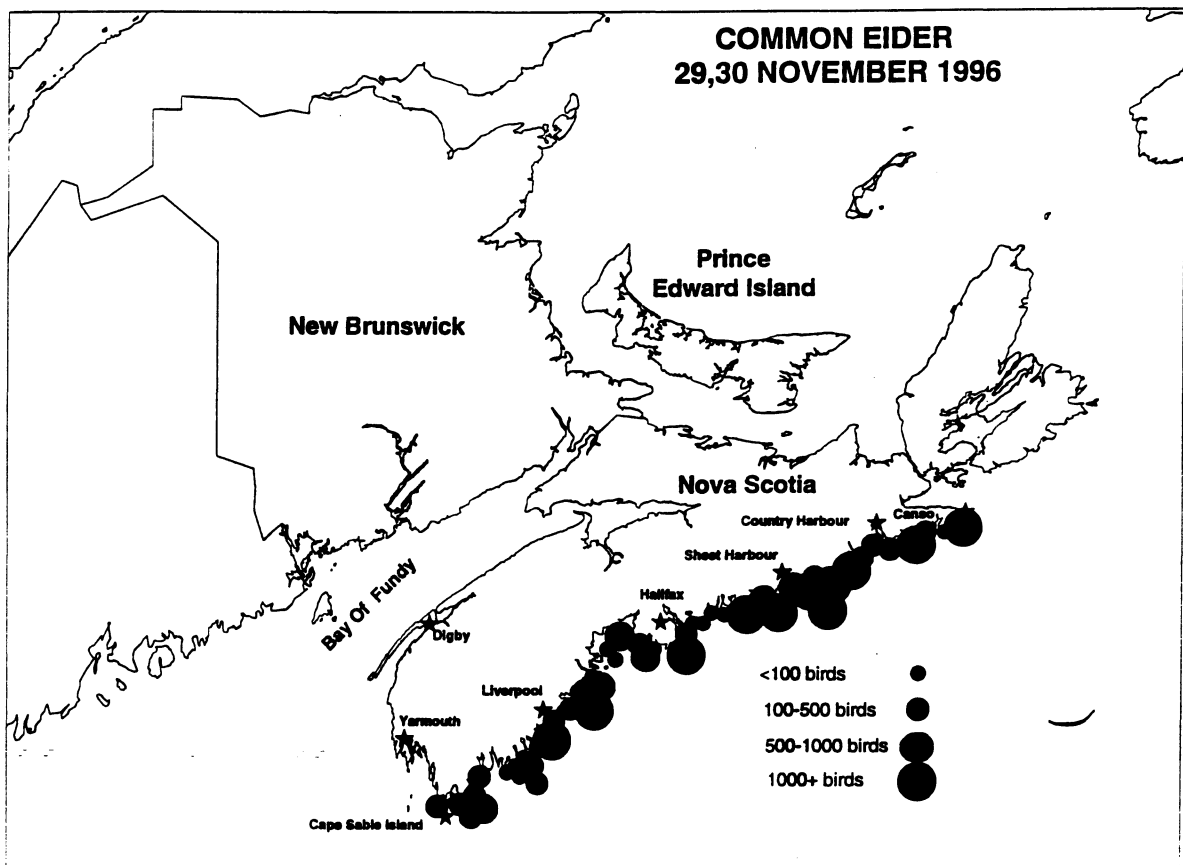 COMMON EIDER
29,30 NOVEMBER 1996
Prince
Edward Island
New Brunswick
Nova Scotia
Country Harbour
Canso
Sheet Harbour
Halifax
Bay Of Fundy
Digby
Liverpool
Yarmouth
Cape Sable Island
<100 birds
100-500 birds
500-1000 birds
1000+ birds